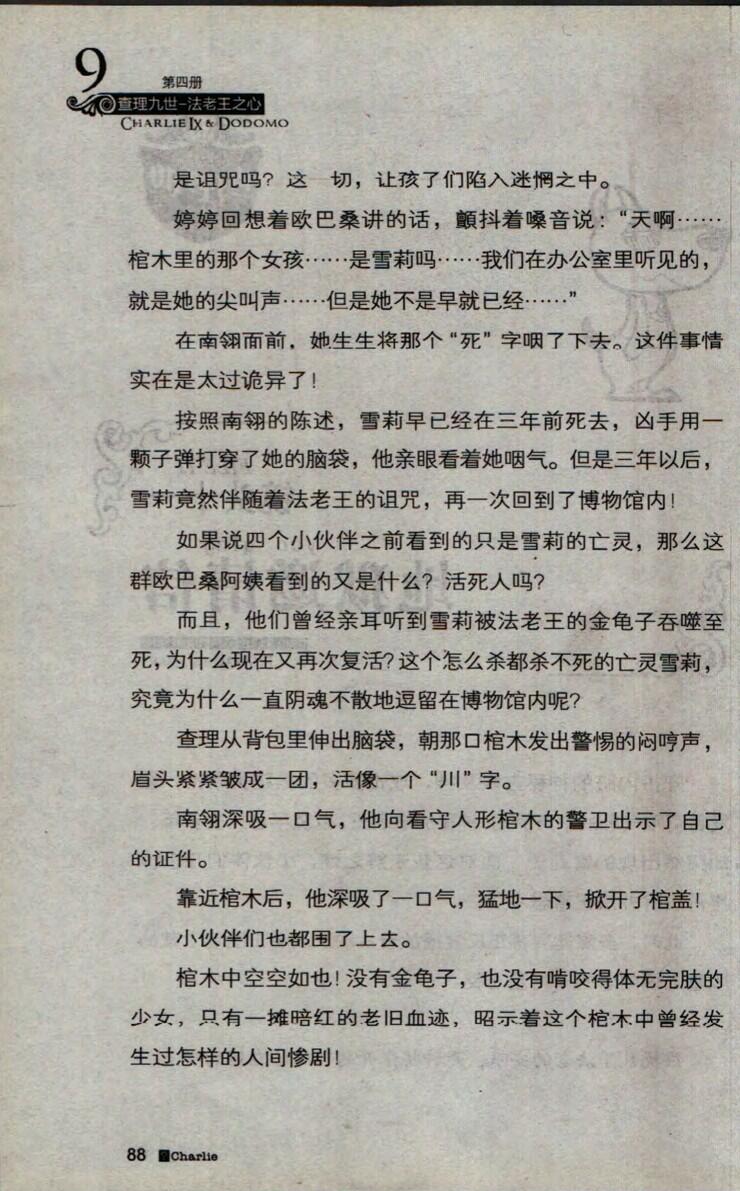 9
第四册
查理九世-法老王之心
CHARLIE IX & DODOMO
是诅咒吗？这一切，让孩子们陷入迷惘之中。
婷婷回想着欧巴桑讲的话，颤抖着嗓音说：“天啊……
棺木里的那个女孩……是雪莉吗……我们在办公室里听见的，
就是她的尖叫声……但是她不是早就已经……”
在南翎面前，她生生将那个“死”字咽了下去。这件事情
实在是太过诡异了！
按照南翎的陈述，雪莉早已经在三年前死去，凶手用一
颗子弹打穿了她的脑袋，他亲眼看着她咽气。但是三年以后，
雪莉竟然伴随着法老王的诅咒，再一次回到了博物馆内！
如果说四个小伙伴之前看到的只是雪莉的亡灵，那么这
群欧巴桑阿姨看到的又是什么？活死人吗？
而且，他们曾经亲耳听到雪莉被法老王的金龟子吞噬至
死，为什么现在又再次复活？这个怎么杀都杀不死的亡灵雪莉，
究竟为什么一直阴魂不散地逗留在博物馆内呢？
查理从背包里伸出脑袋，朝那口棺木发出警惕的闷哼声，
眉头紧紧皱成一团，活像一个“川”字。
南翎深吸一口气，他向看守人形棺木的警卫出示了自己
的证件。
靠近棺木后，他深吸了一口气，猛地一下，掀开了棺盖！
小伙伴们也都围了上去。
棺木中空空如也！没有金龟子，也没有啃咬得体无完肤的
少女，只有一摊暗红的老旧血迹，昭示着这个棺木中曾经发
生过怎样的人间惨剧！
88 Charlie